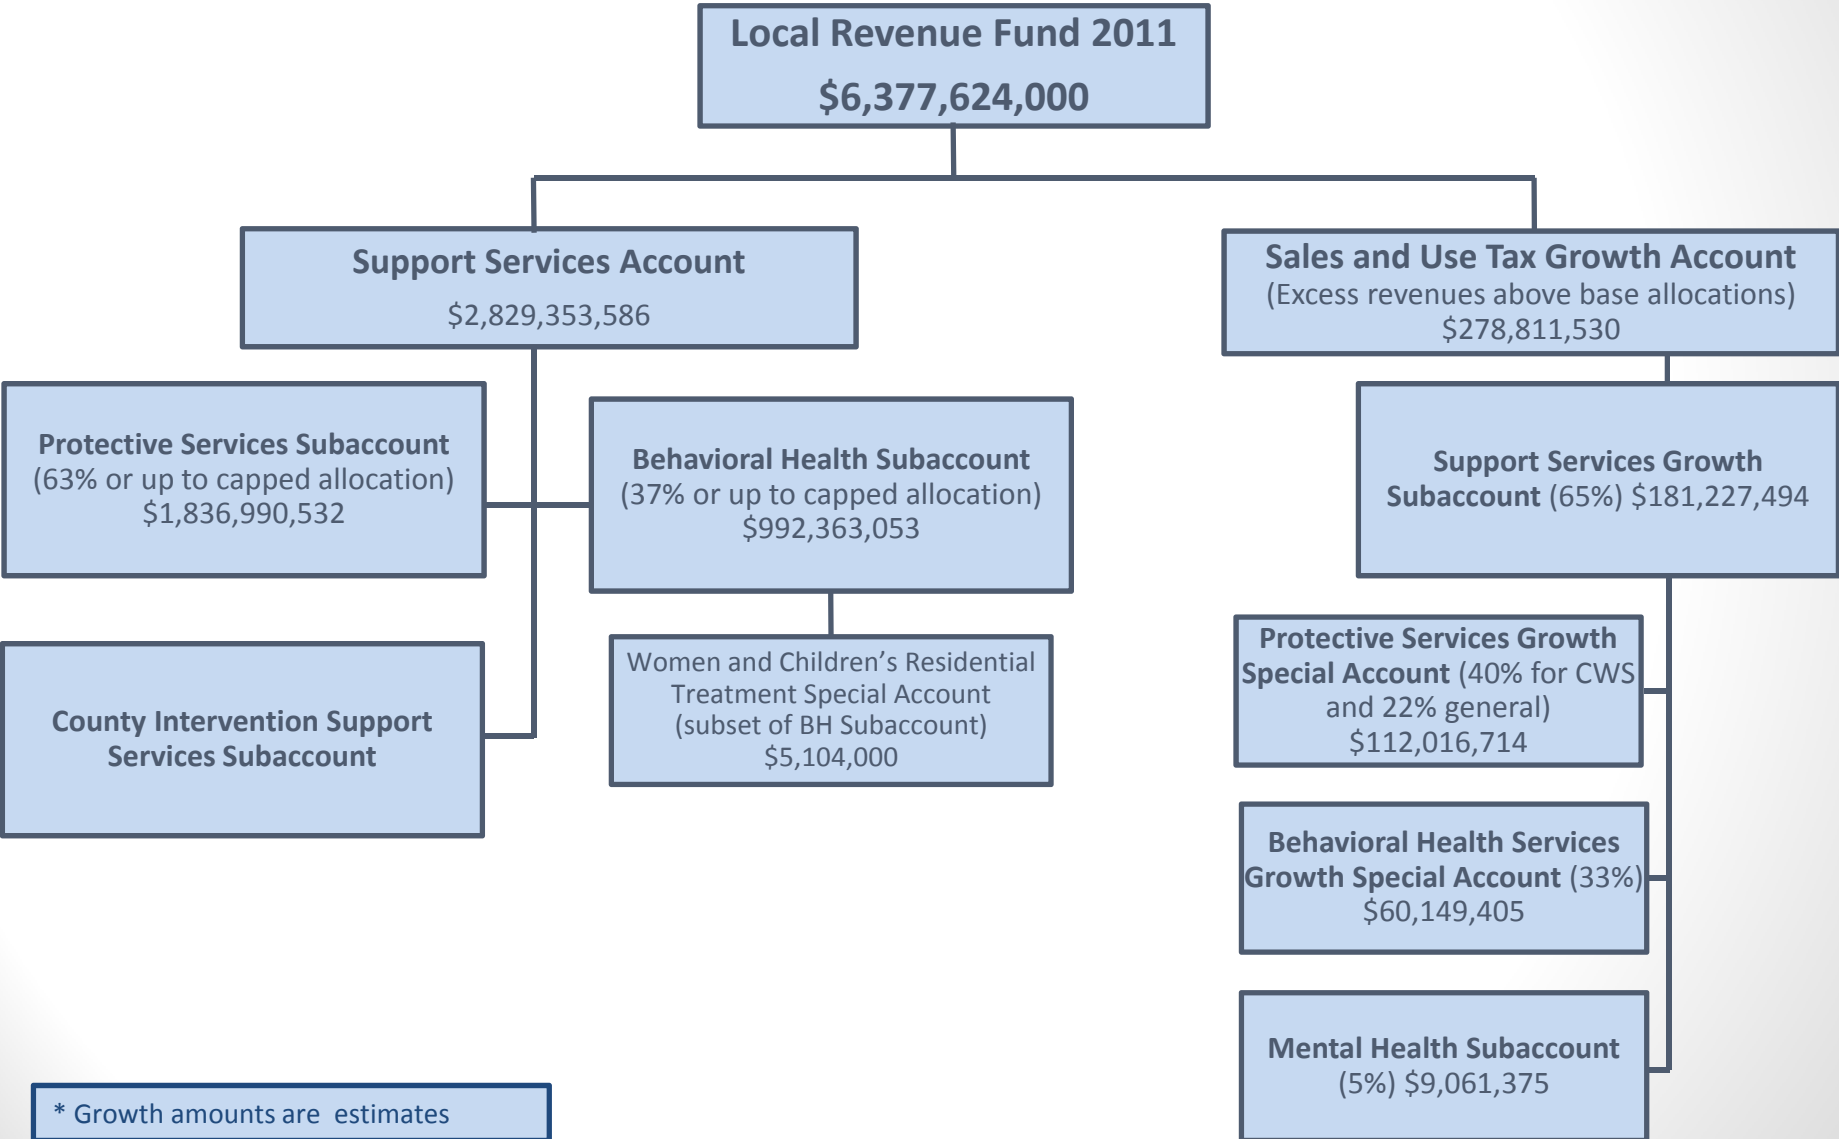 Local Revenue Fund 2011
$6,377,624,000
Support Services Account
$2,829,353,586
Sales and Use Tax Growth Account
(Excess revenues above base allocations)
$278,811,530
Protective Services Subaccount
(63% or up to capped allocation)
$1,836,990,532
Behavioral Health Subaccount
(37% or up to capped allocation)
$992,363,053
Support Services Growth
Subaccount (65%) $181,227,494
County Intervention Support
Services Subaccount
Women and Children’s Residential
Treatment Special Account
(subset of BH Subaccount)
$5,104,000
Protective Services Growth
Special Account (40% for CWS
and 22% general)
$112,016,714
Behavioral Health Services
Growth Special Account (33%)
$60,149,405
Mental Health Subaccount
(5%) $9,061,375
* Growth amounts are estimates